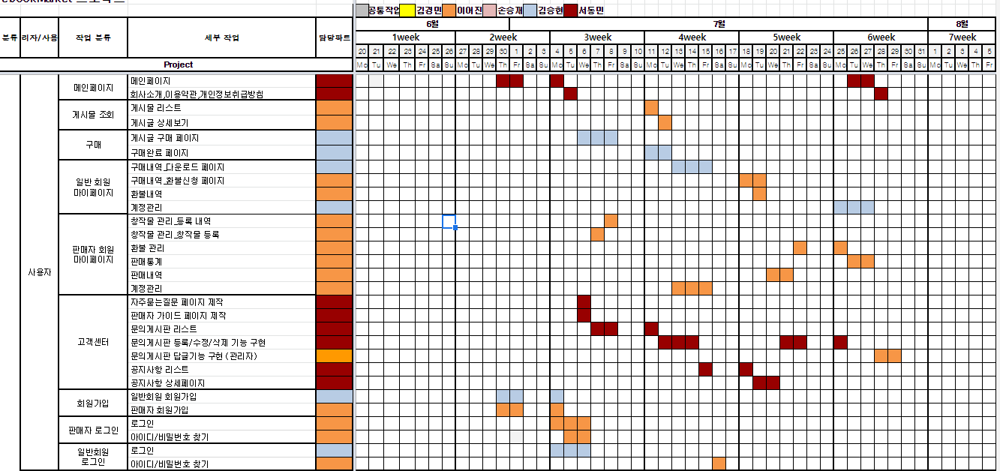 공통작업 김경민 이어진 손승재 김승현 서동민
6월 7월 8월
분류 리자/사용 작업 분류 세부 작업 담당파트
1week 2week 3week 4week 5week 6week 7week
20 21 22 23 24 25 26 27 28 29 30 1 2 3 4 5 6 7 8 9 10 11 12 13 14 15 16 17 18 19 20 21 22 23 24 25 26 27 28 29 30 31 1 2 3 4 5
Mo Tu We Th Fr Sa Su Mo Tu We Th Fr Sa Su Mo Tu We Th Fr Sa Su Mo Tu We Th Fr Sa Su Mo Tu We Th Fr Sa Su Mo Tu We Th Fr Sa Su Mo Tu We Th Fr
Project
사용자
메인페이지
메인페이지
회사소개,이용약관,개인정보취급방침
게시물 조회
게시물 리스트
게시글 상세보기
구매
게시글 구매 페이지
구매완료 페이지
일반 회원
마이페이지
구매내역_다운로드 페이지
구매내역_환불신청 페이지
환불내역
계정관리
판매자 회원
마이페이지
창작물 관리_등록 내역
창작물 관리_창작물 등록
환불 관리
판매통계
판매내역
계정관리
고객센터
자주묻는질문 페이지 제작
판매자 가이드 페이지 제작
문의게시판 리스트
문의게시판 등록/수정/삭제 기능 구현
문의게시판 답글기능 구현 (관리자)
공지사항 리스트
공지사항 상세페이지
회원가입
일반회원 회원가입
판매자 회원가입
판매자 로그인
로그인
아이디/비밀번호 찾기
일반회원
로그인
로그인
아이디/비밀번호 찾기